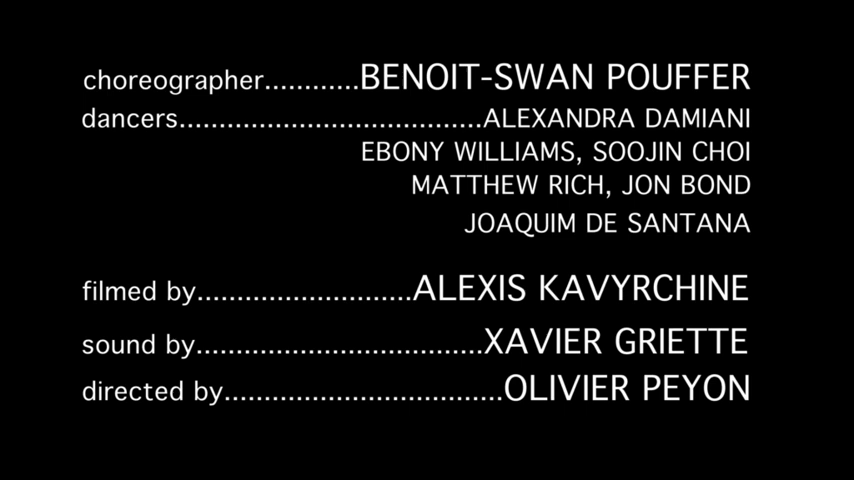 choreographer............BENOIT-SWAN POUFFER
dancers......................................ALEXANDRA DAMIANI
EBONY WILLIAMS, SOOJIN CHOI
MATTHEW RICH, JON BOND
JOAQUIM DE SANTANA
filmed by...........................ALEXIS KAVYRCHINE
sound by....................................XAVIER GRIETTE
directed by...................................OLIVIER PEYON